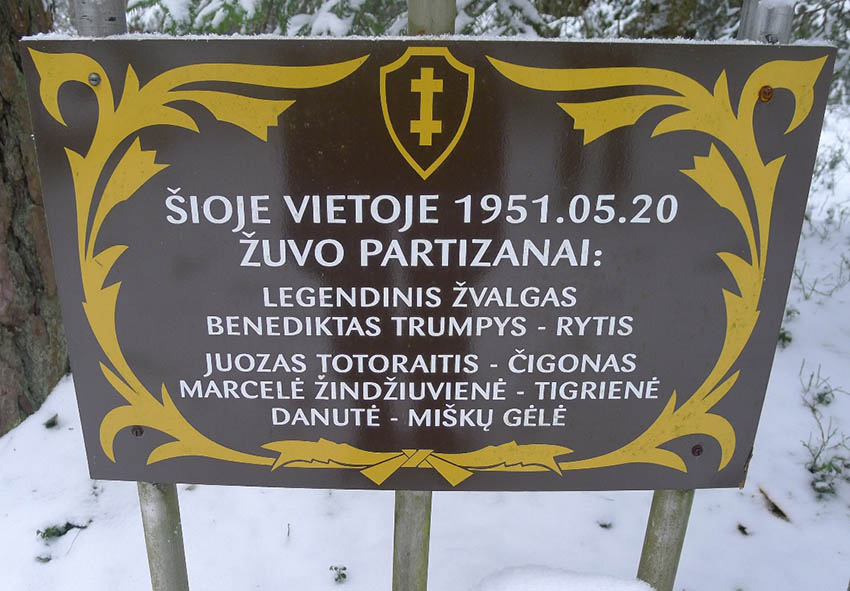 ŠIOJE VIETOJE 1951.05.20
ŽUVO PARTIZANAI:
LEGENDINIS ŽVALGAS
BENEDIKTAS TRUMPYS - RYTIS
JUOZAS TOTORAITIS - ČIGONAS
MARCELĖ ŽINDŽIUVIENĖ - TIGRIENĖ
DANUTĖ - MIŠKŲ GĖLĖ